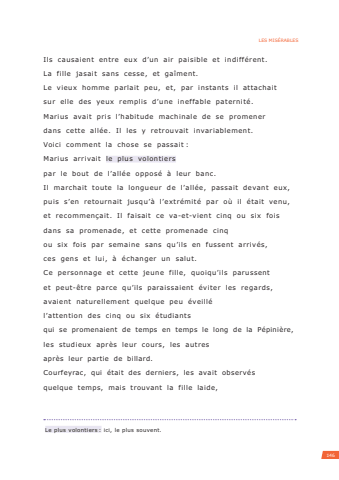 LES MISÉRABLES
Ils causaient entre eux d’un air paisible et indifférent.
La fille jasait sans cesse, et gaîment.
Le vieux homme parlait peu, et, par instants il attachait
sur elle des yeux remplis d’une ineffable paternité.
Marius avait pris l’habitude machinale de se promener
dans cette allée. Il les y retrouvait invariablement.
Voici comment la chose se passait :
Marius arrivait le plus volontiers
par le bout de l’allée opposé à leur banc.
Il marchait toute la longueur de l’allée, passait devant eux,
puis s’en retournait jusqu’à l’extrémité par où il était venu,
et recommençait. Il faisait ce va-et-vient cinq ou six fois
dans sa promenade, et cette promenade cinq
ou six fois par semaine sans qu’ils en fussent arrivés,
ces gens et lui, à échanger un salut.
Ce personnage et cette jeune fille, quoiqu’ils parussent
et peut-être parce qu’ils paraissaient éviter les regards,
avaient naturellement quelque peu éveillé
l’attention des cinq ou six étudiants
qui se promenaient de temps en temps le long de la Pépinière,
les studieux après leur cours, les autres
après leur partie de billard.
Courfeyrac, qui était des derniers, les avait observés
quelque temps, mais trouvant la fille laide,
Le plus volontiers : ici, le plus souvent.